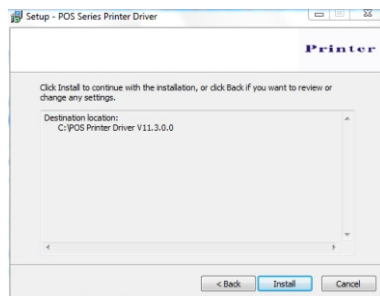 Setup - POS Series Printer Driver
Printer
Click Install to continue with the installation, or click Back if you want to review or
change any settings.
Destination location:
C:\POS Printer Driver V11.3.0.0
< Back
Install
Cancel